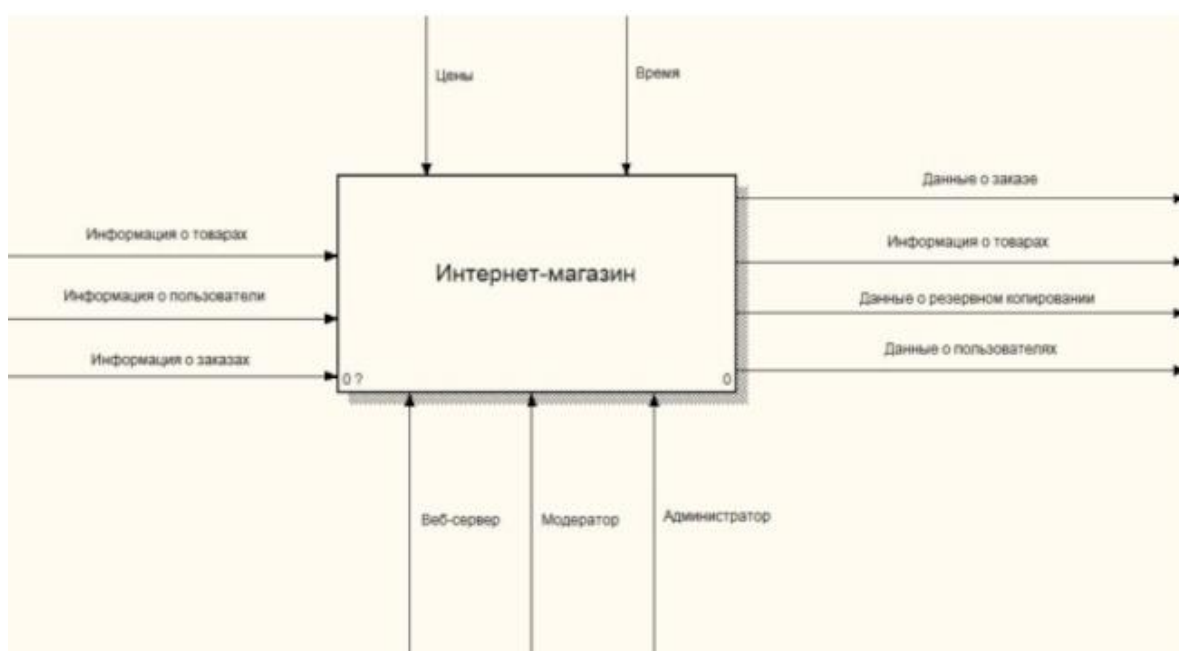 Цены
Время
Данные о заказе
Информация о товарах
Информация о товарах
Интернет-магазин
Информация о пользователи
Данные о резервном копировании
Информация о заказах
Данные о пользователях
0 ?
0
Веб-сервер
Модератор
Администратор